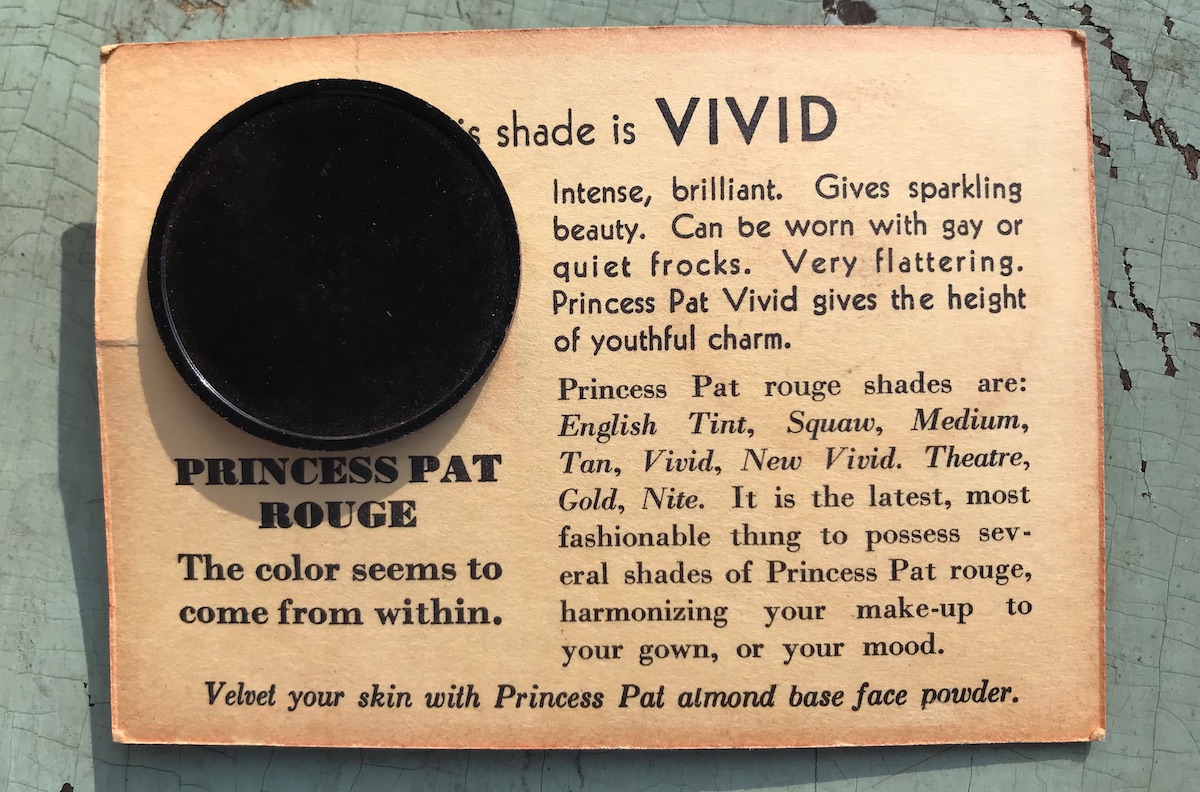 is shade is VIVID
Intense, brilliant. Gives sparkling
beauty. Can be worn with gay or
quiet frocks. Very flattering.
Princess Pat Vivid gives the height
of youthful charm.
Princess Pat rouge shades are:
English Tint, Squaw, Medium,
Tan, Vivid, New Vivid. Theatre,
Gold, Nite. It is the latest, most
fashionable thing to possess sev-
eral shades of Princess Pat rouge,
harmonizing your make-up to
your gown, or your mood.
PRINCESS PAT
ROUGE
The color seems to
come from within.
Velvet your skin with Princess Pat almond base face powder.